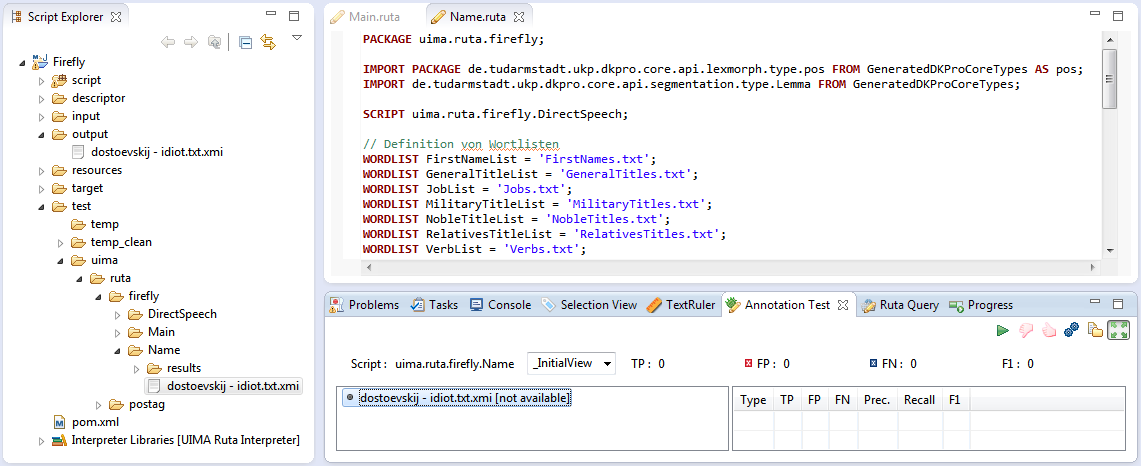 Script Explorer
Firefly
script
descriptor
input
output
dostoevskij - idiot.txt.xmi
resources
target
test
temp
temp_clean
uima
ruta
firefly
DirectSpeech
Main
Name
results
dostoevskij - idiot.txt.xmi
postag
pom.xml
Interpreter Libraries [UIMA Ruta Interpreter]
Main.ruta Name.ruta
PACKAGE uima.ruta.firefly;
IMPORT PACKAGE de.tudarmstadt.ukp.dkpro.core.api.lexmorph.type.pos FROM GeneratedDKProCoreTypes AS pos;
IMPORT de.tudarmstadt.ukp.dkpro.core.api.segmentation.type.Lemma FROM GeneratedDKProCoreTypes;
SCRIPT uima.ruta.firefly.DirectSpeech;
// Definition von Wortlisten
WORDLIST FirstNameList = 'FirstNames.txt';
WORDLIST GeneralTitleList = 'GeneralTitles.txt';
WORDLIST JobList = 'Jobs.txt';
WORDLIST MilitaryTitleList = 'MilitaryTitles.txt';
WORDLIST NobleTitleList = 'NobleTitles.txt';
WORDLIST RelativesTitleList = 'RelativesTitles.txt';
WORDLIST VerbList = 'Verbs.txt';
Problems Tasks Console Selection View TextRuler Annotation Test Ruta Query Progress
Script : uima.ruta.firefly.Name _InitialView TP : 0 FP : 0 FN : 0 F1 : 0
dostoevskij - idiot.txt.xmi [not available]
Type TP FP FN Prec. Recall F1